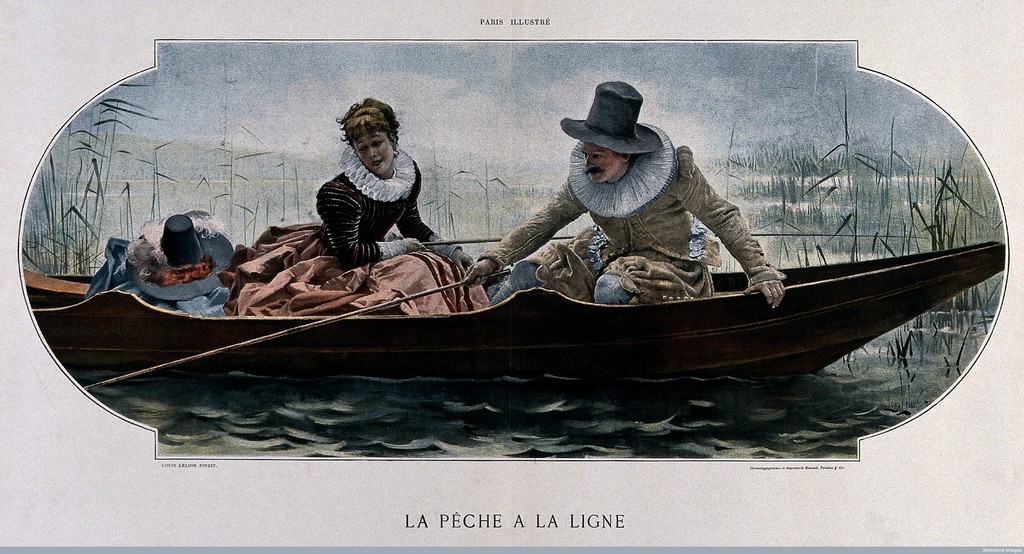 PARIS ILLUSTRÉ
LOUIS LELOIR PINXIT.
LA PÊCHE A LA LIGNE
Wellcome Images